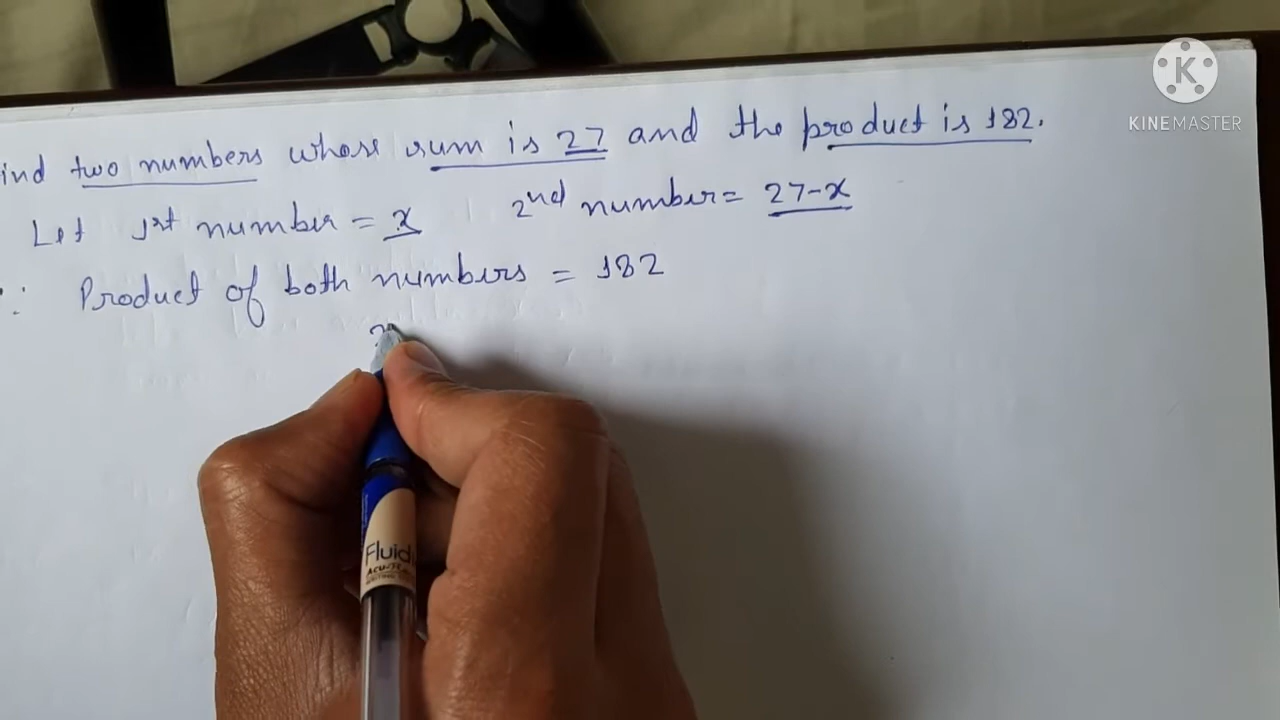 ind two numbers whose sum is 27 and the product is 182.
Let 1st number = x 2nd number = 27-x
∵ Product of both numbers = 182
x
Fluid
K
KINEMASTER